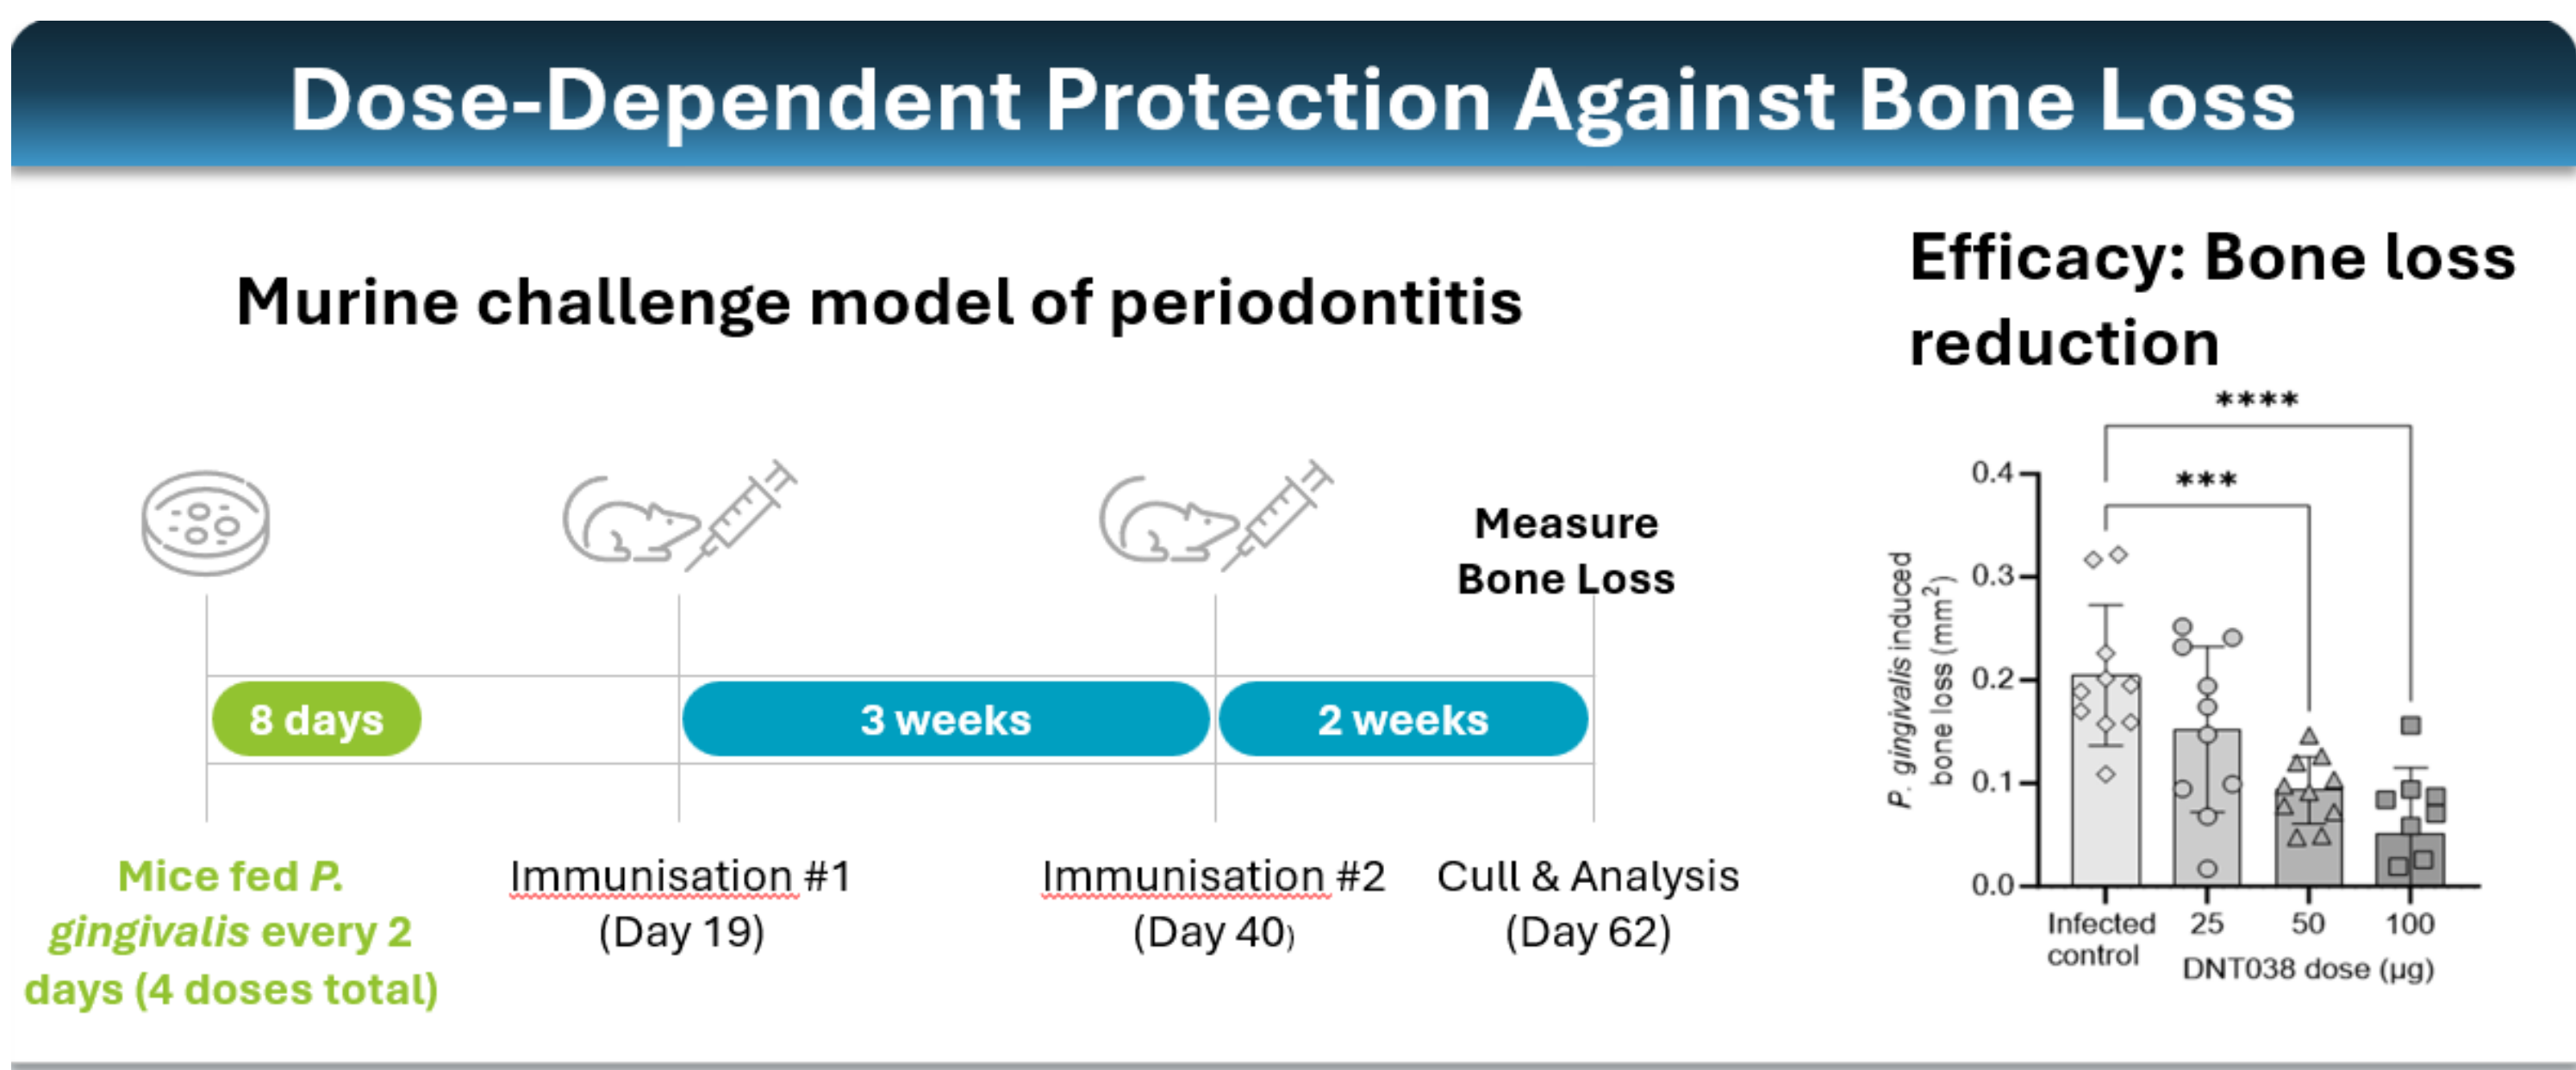 Dose-Dependent Protection Against Bone Loss
Murine challenge model of periodontitis
Measure
Bone Loss
8 days
3 weeks
2 weeks
Mice fed P.
gingivalis every 2
days (4 doses total)
Immunisation #1
(Day 19)
Immunisation #2
(Day 40)
Cull & Analysis
(Day 62)
Efficacy: Bone loss
reduction
****
***
P. gingivalis induced
bone loss (mm²)
0.4
0.3
0.2
0.1
0.0
Infected
control
25
50
100
DNT038 dose (µg)